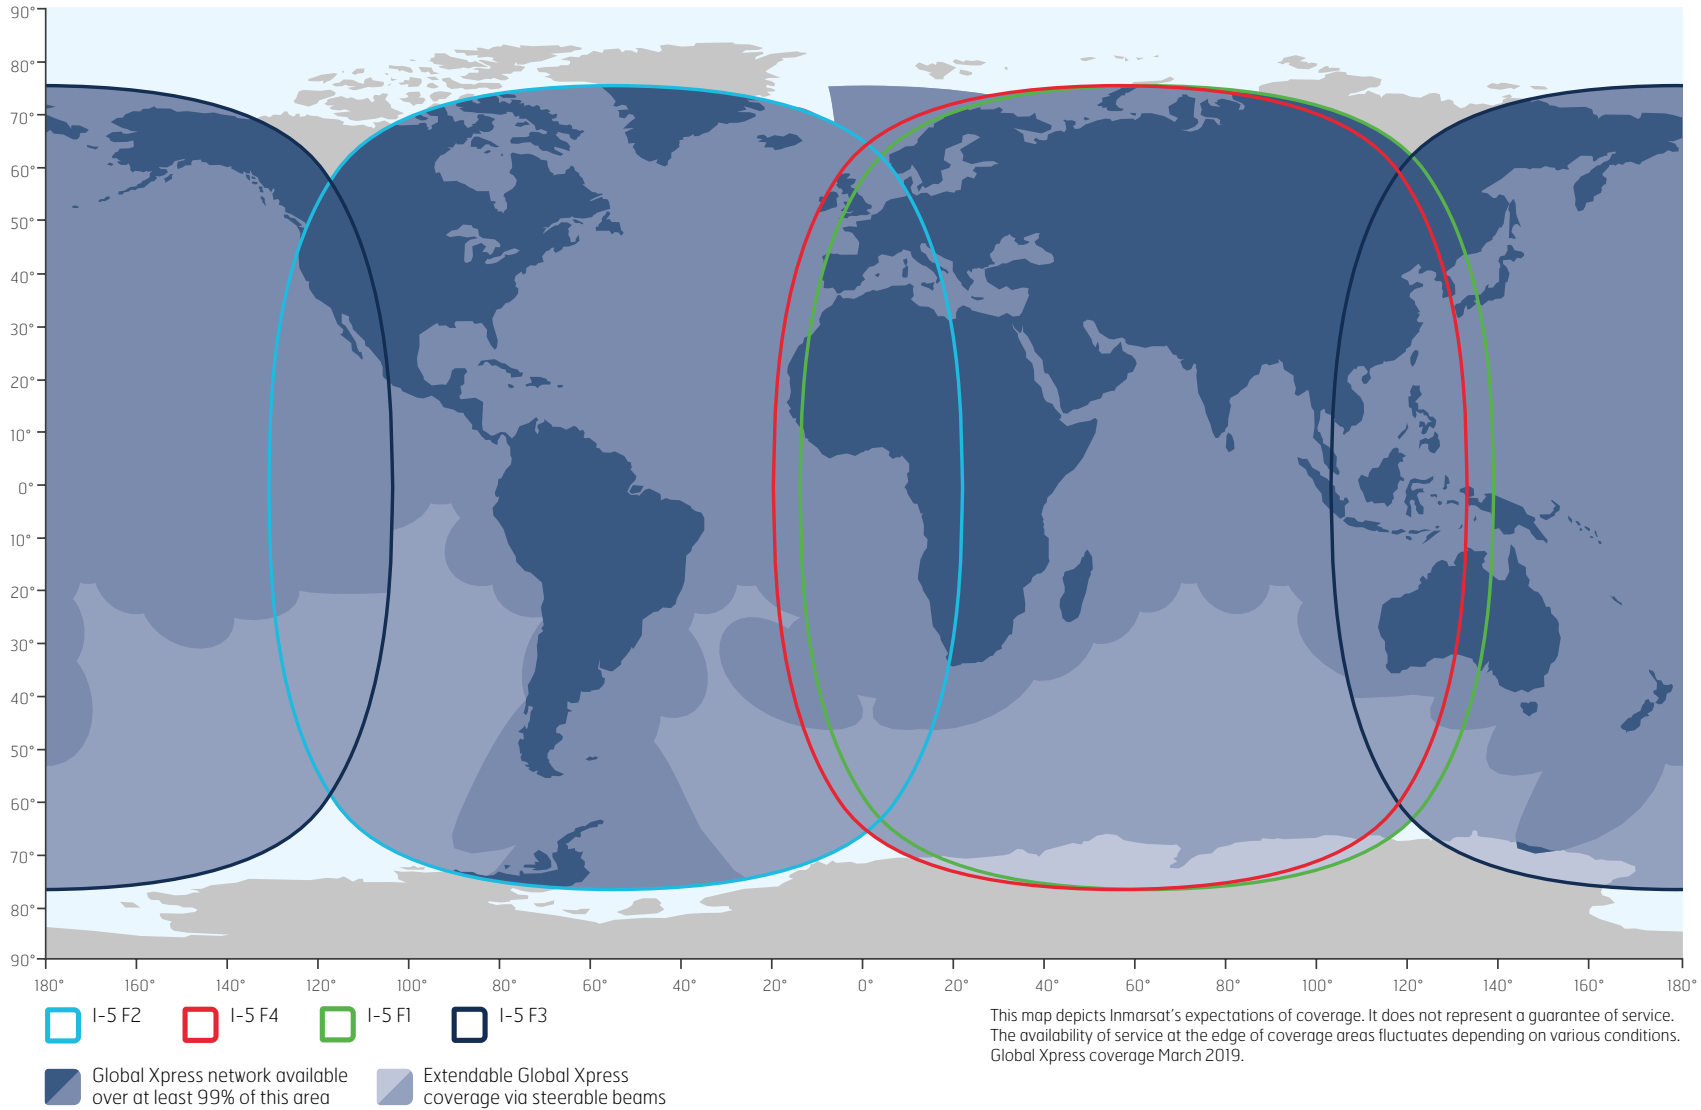 90°
80°
70°
60°
50°
40°
30°
20°
10°
0°
10°
20°
30°
40°
50°
60°
70°
80°
90°
180° 160° 140° 120° 100° 80° 60° 40° 20° 0° 20° 40° 60° 80° 100° 120° 140° 160° 180°
I-5 F2 I-5 F4 I-5 F1 I-5 F3
Global Xpress network available
over at least 99% of this area
Extendable Global Xpress
coverage via steerable beams
This map depicts Inmarsat's expectations of coverage. It does not represent a guarantee of service.
The availability of service at the edge of coverage areas fluctuates depending on various conditions.
Global Xpress coverage March 2019.